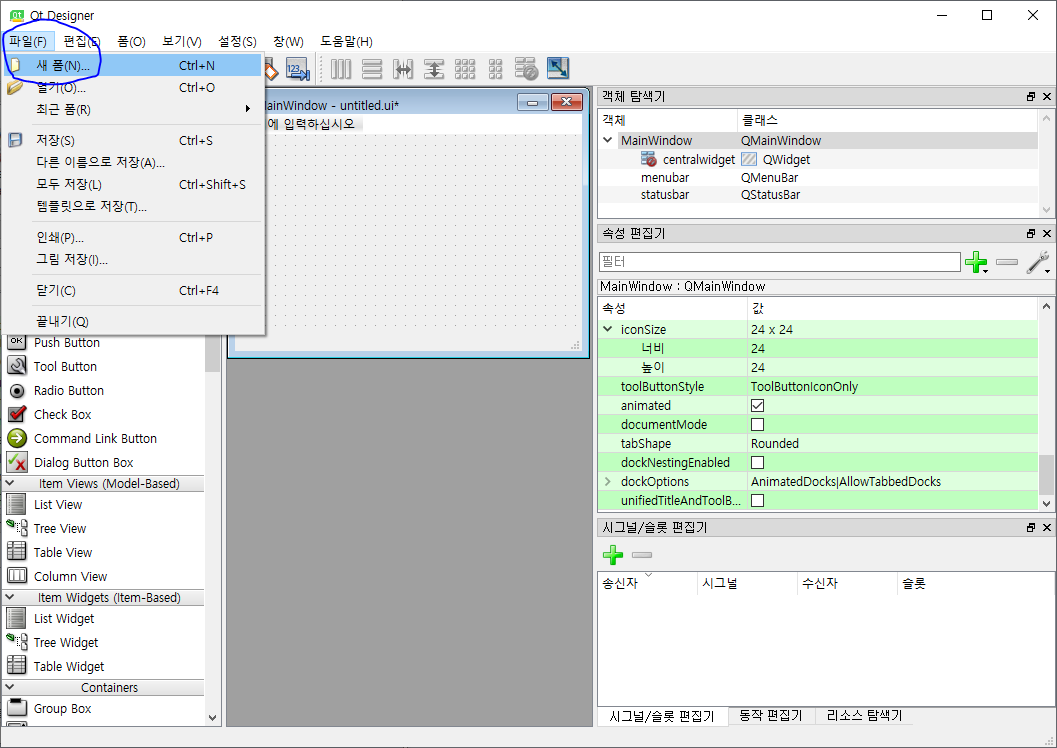 Qt Designer
파일(F) 편집(E) 폼(O) 보기(V) 설정(S) 창(W) 도움말(H)
새 폼(N)... Ctrl+N
열기(O)... Ctrl+O
최근 폼(R)
저장(S) Ctrl+S
다른 이름으로 저장(A)...
모두 저장(L) Ctrl+Shift+S
템플릿으로 저장(T)...
인쇄(P)... Ctrl+P
그림 저장(I)...
닫기(C) Ctrl+F4
끝내기(Q)
123
MainWindow - untitled.ui*
에 입력하십시오
OK Push Button
Tool Button
Radio Button
Check Box
Command Link Button
Dialog Button Box
Item Views (Model-Based)
List View
Tree View
Table View
Column View
Item Widgets (Item-Based)
List Widget
Tree Widget
Table Widget
Containers
Group Box
객체 탐색기
객체 클래스
MainWindow QMainWindow
centralwidget QWidget
menubar QMenuBar
statusbar QStatusBar
속성 편집기
필터
MainWindow : QMainWindow
속성 값
iconSize 24 x 24
너비 24
높이 24
toolButtonStyle ToolButtonIconOnly
animated
documentMode
tabShape Rounded
dockNestingEnabled
dockOptions AnimatedDocks|AllowTabbedDocks
unifiedTitleAndToolB...
시그널/슬롯 편집기
송신자 시그널 수신자 슬롯
시그널/슬롯 편집기 동작 편집기 리소스 탐색기